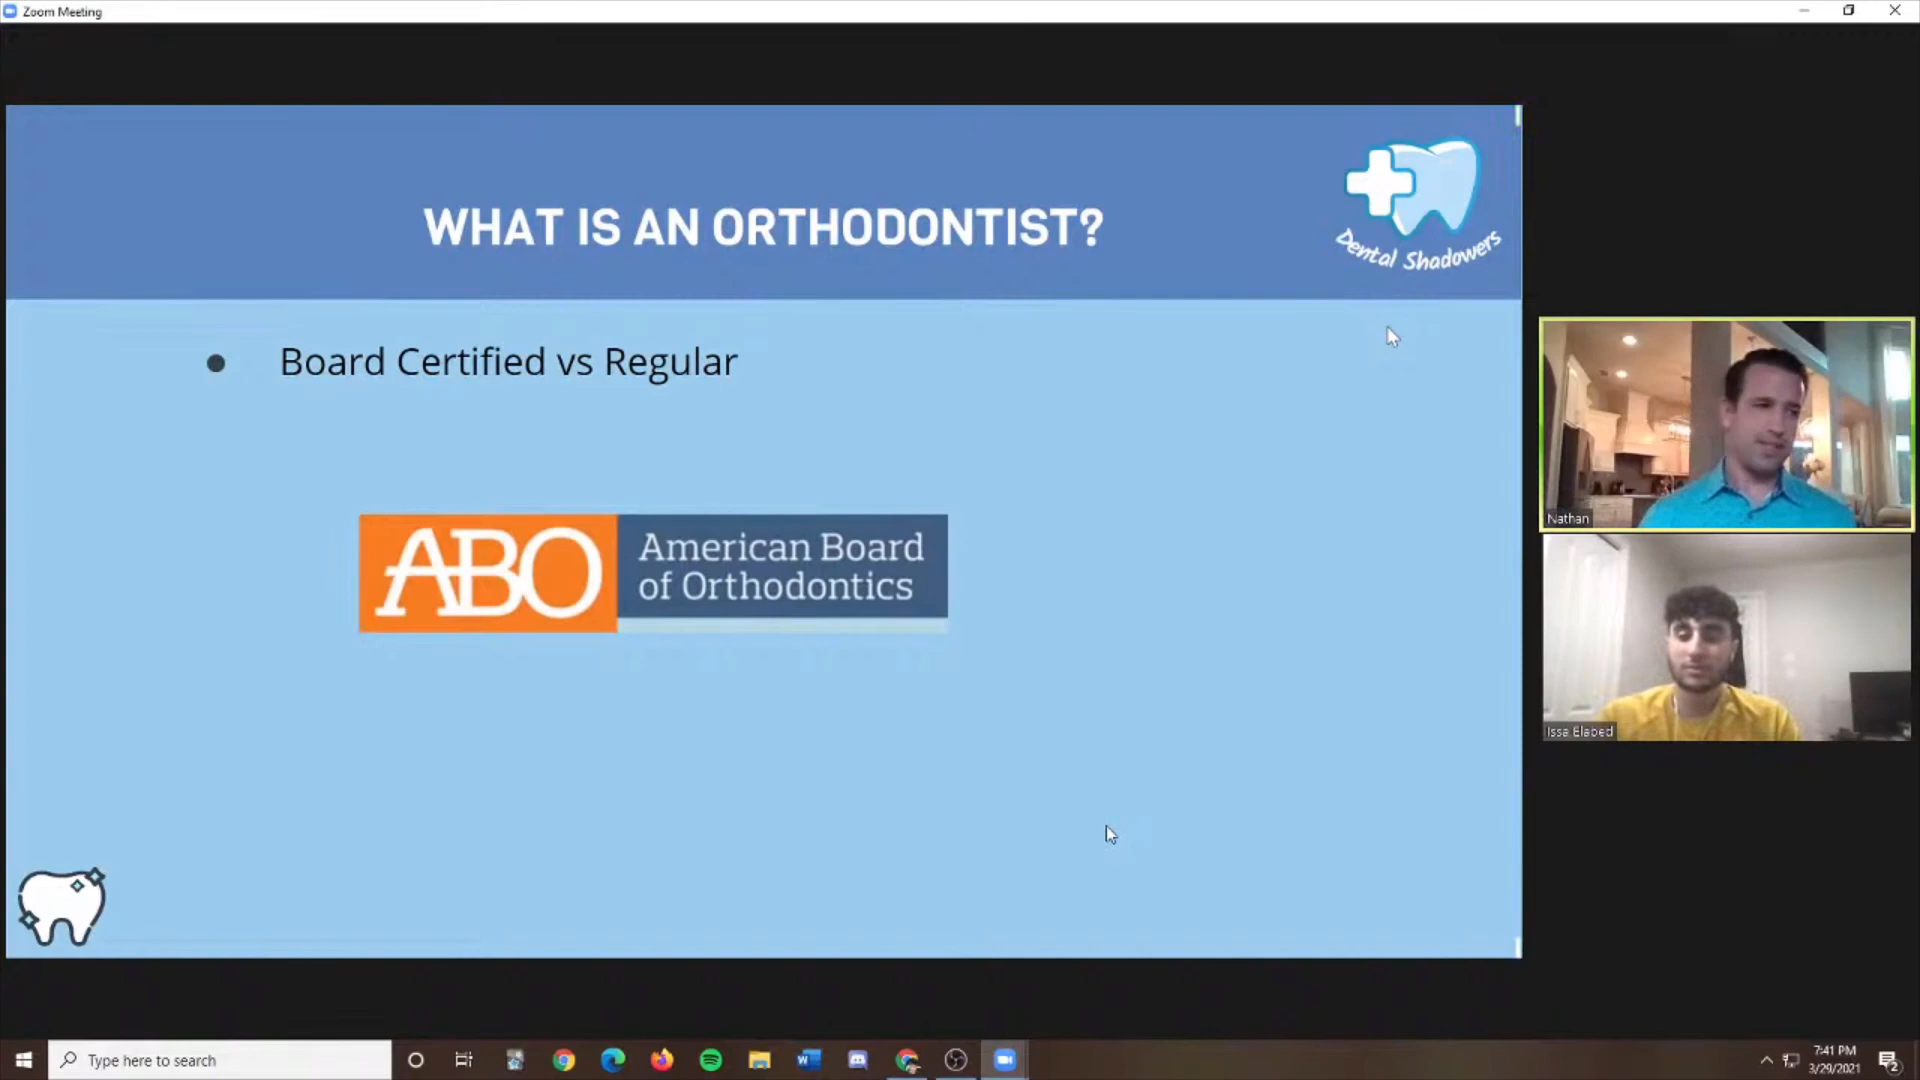 Zoom Meeting
WHAT IS AN ORTHODONTIST?
Dental Shadowers
● Board Certified vs Regular
ABO
American Board
of Orthodontics
Nathan
Issa Elabed
Type here to search
7:41 PM
3/29/2021
2